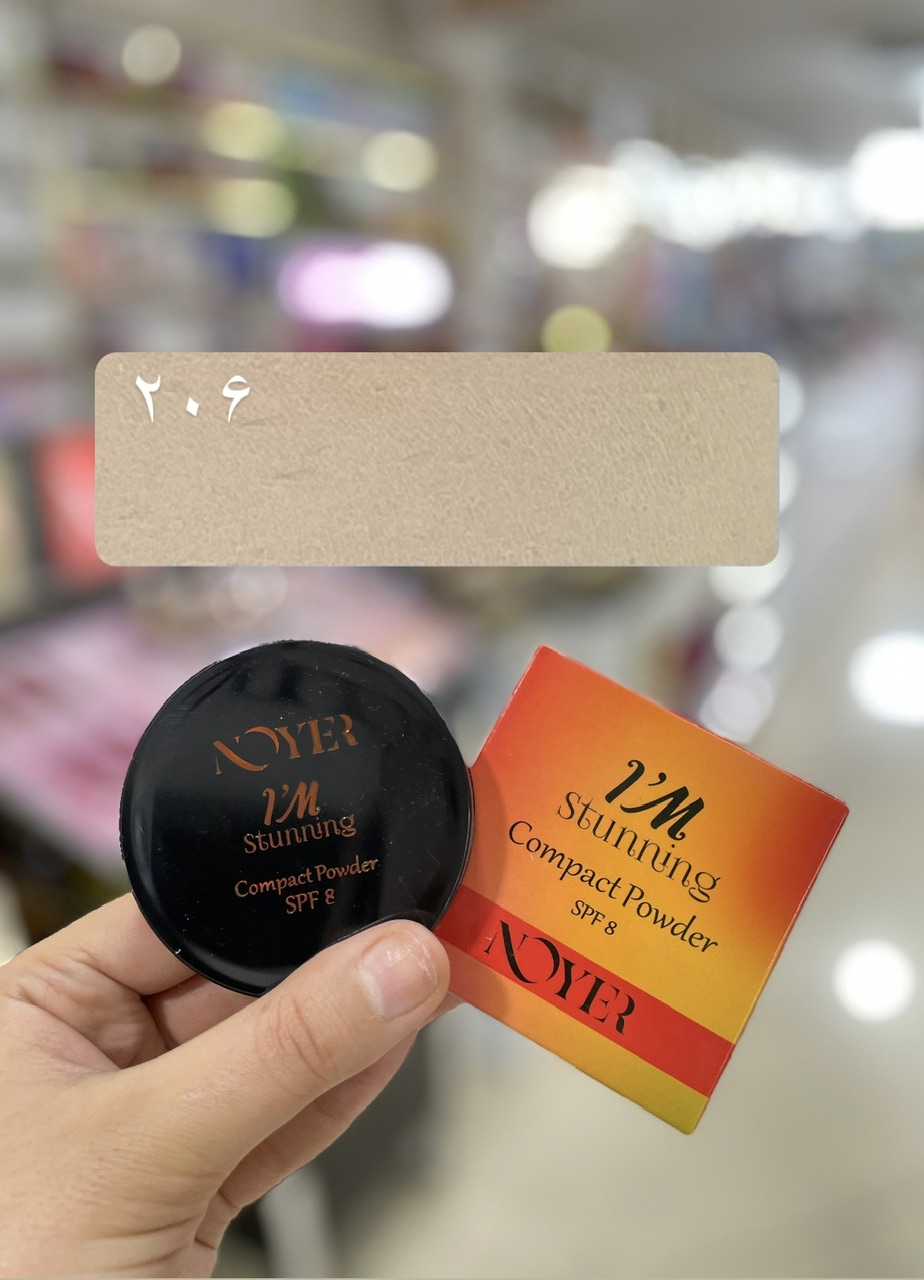 ۲۰۶
NOYER
I'M
stunning
Compact Powder
SPF 8
I'M
stunning
Compact Powder
SPF 8
NOYER